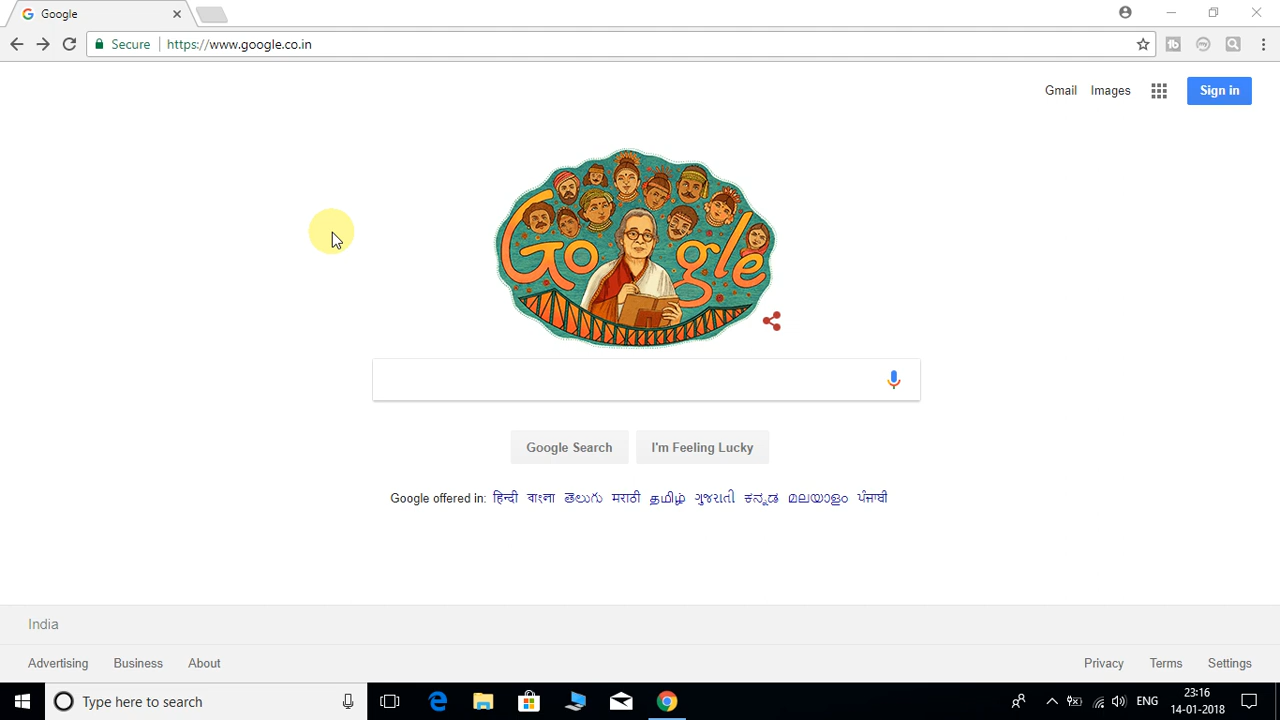 Google
Secure https://www.google.co.in
Gmail Images Sign in
Google
Google Search I'm Feeling Lucky
Google offered in: हिन्दी বাংলা తెలుగు मराठी தமிழ் ગુજરાતી ಕನ್ನಡ മലയാളം ਪੰਜਾਬੀ
India
Advertising Business About Privacy Terms Settings
Type here to search ENG 23:16
14-01-2018